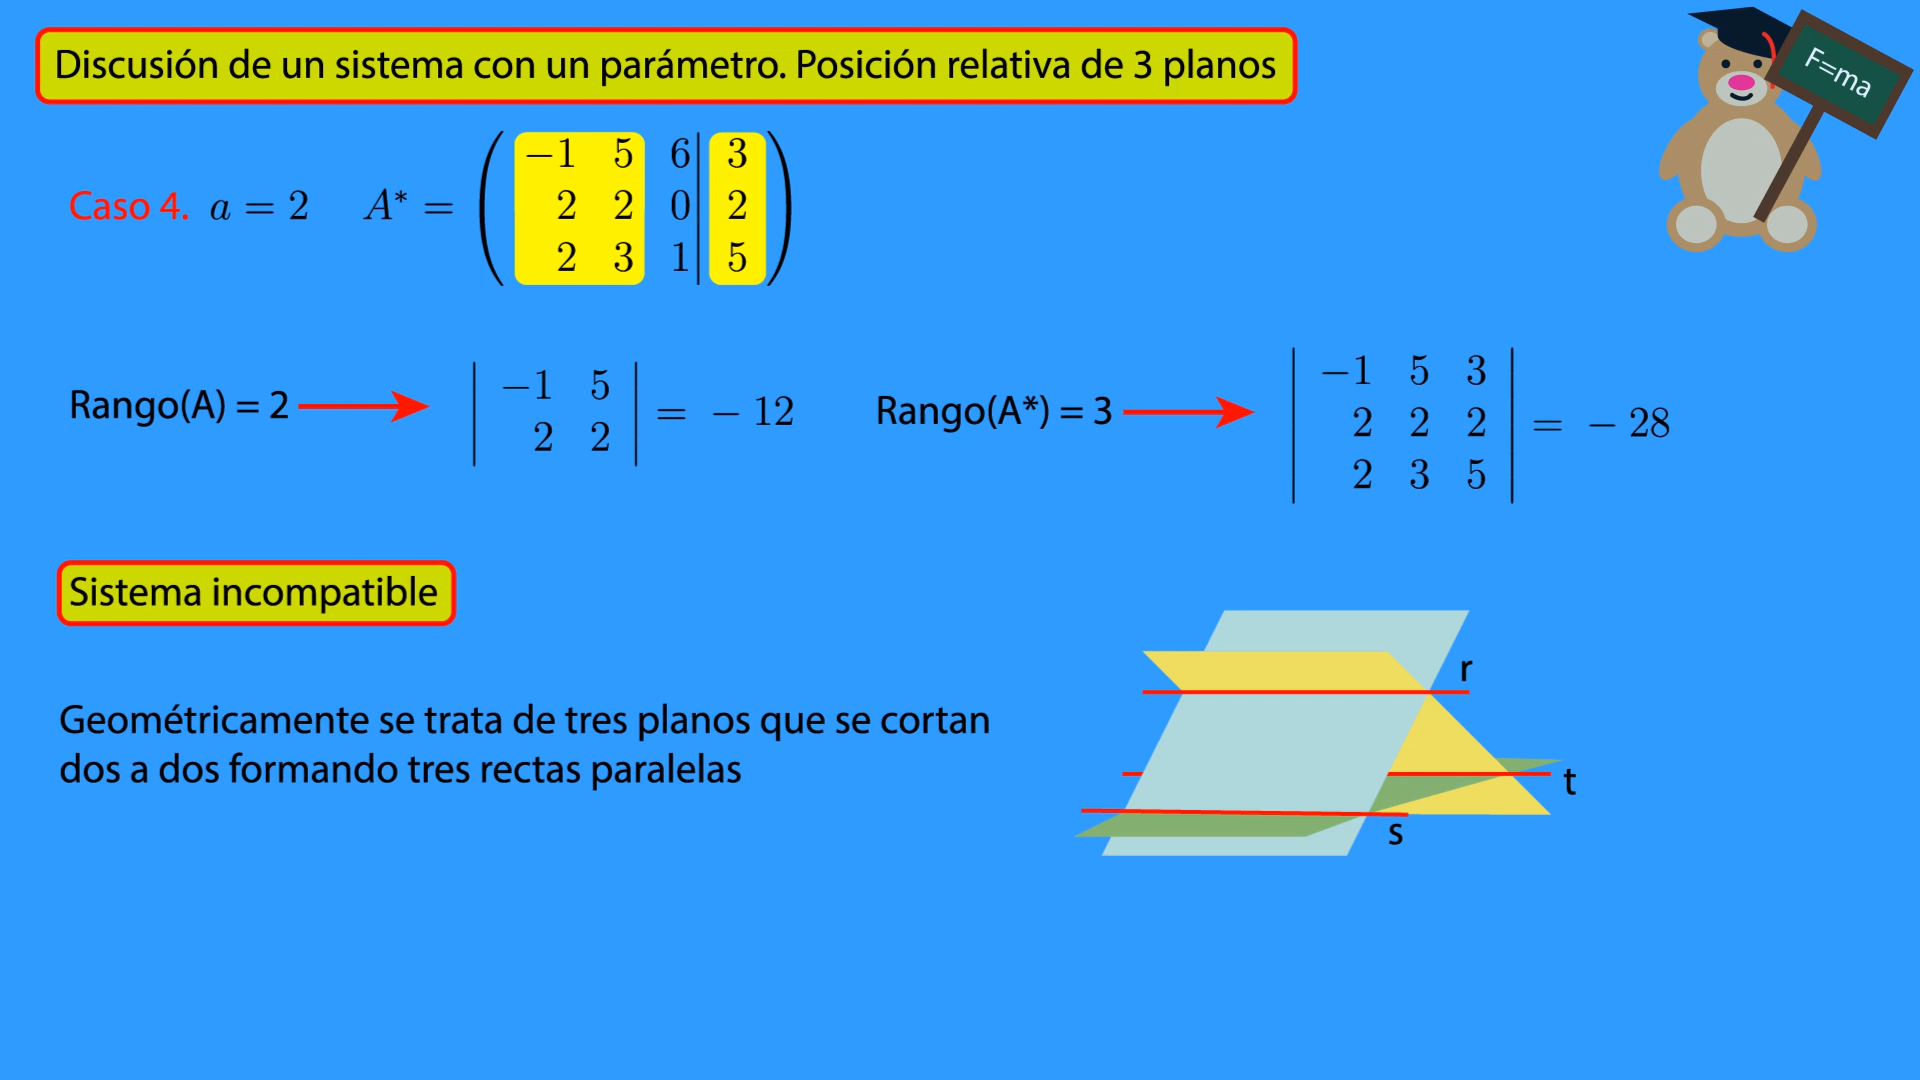 Discusión de un sistema con un parámetro. Posición relativa de 3 planos
F=ma
Caso 4. a = 2 A* =
−1 5 6 | 3
2 2 0 | 2
2 3 1 | 5
Rango(A) = 2
−1 5
2 2
= − 12
Rango(A*) = 3
−1 5 3
2 2 2
2 3 5
= − 28
Sistema incompatible
Geométricamente se trata de tres planos que se cortan
dos a dos formando tres rectas paralelas
r
t
s